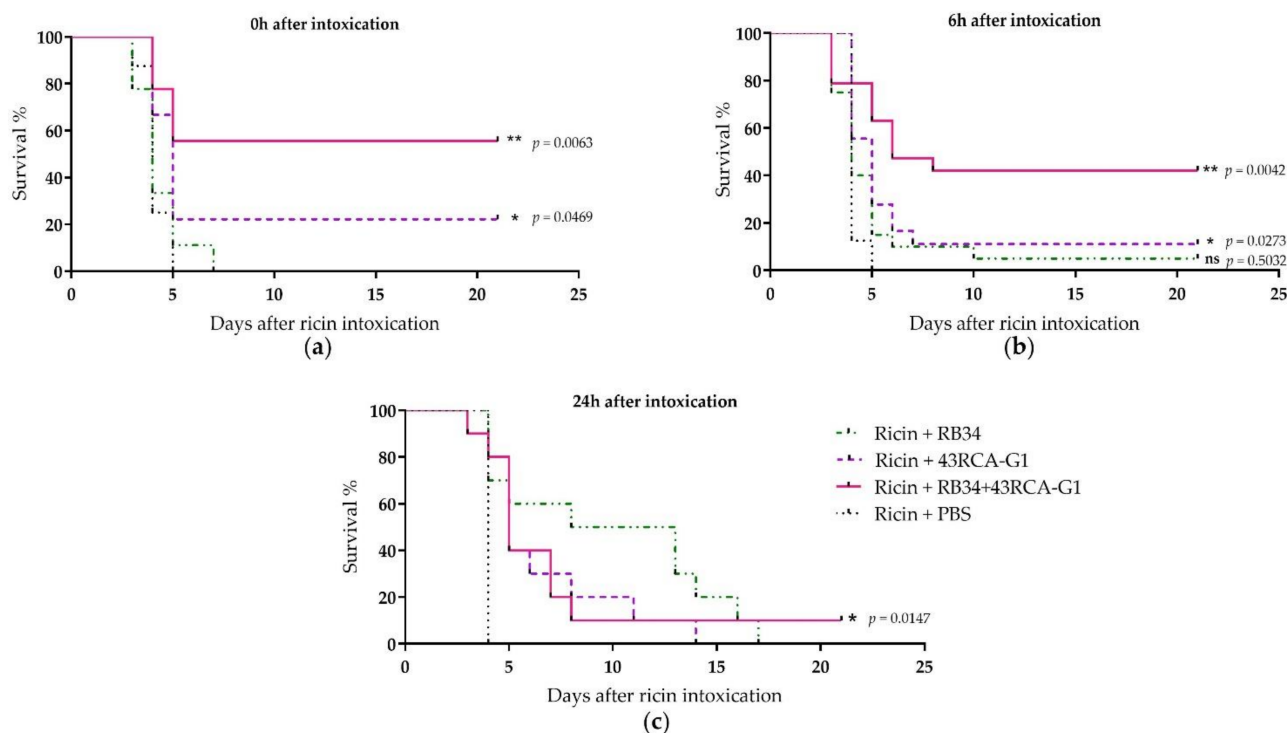 0h after intoxication
100
80
60
40
20
0
Survival %
0 5 10 15 20 25
Days after ricin intoxication
** p = 0.0063
* p = 0.0469
(a)
6h after intoxication
100
80
60
40
20
0
Survival %
0 5 10 15 20 25
Days after ricin intoxication
** p = 0.0042
* p = 0.0273
ns p = 0.5032
(b)
24h after intoxication
100
80
60
40
20
0
Survival %
0 5 10 15 20 25
Days after ricin intoxication
* p = 0.0147
Ricin + RB34
Ricin + 43RCA-G1
Ricin + RB34+43RCA-G1
Ricin + PBS
(c)